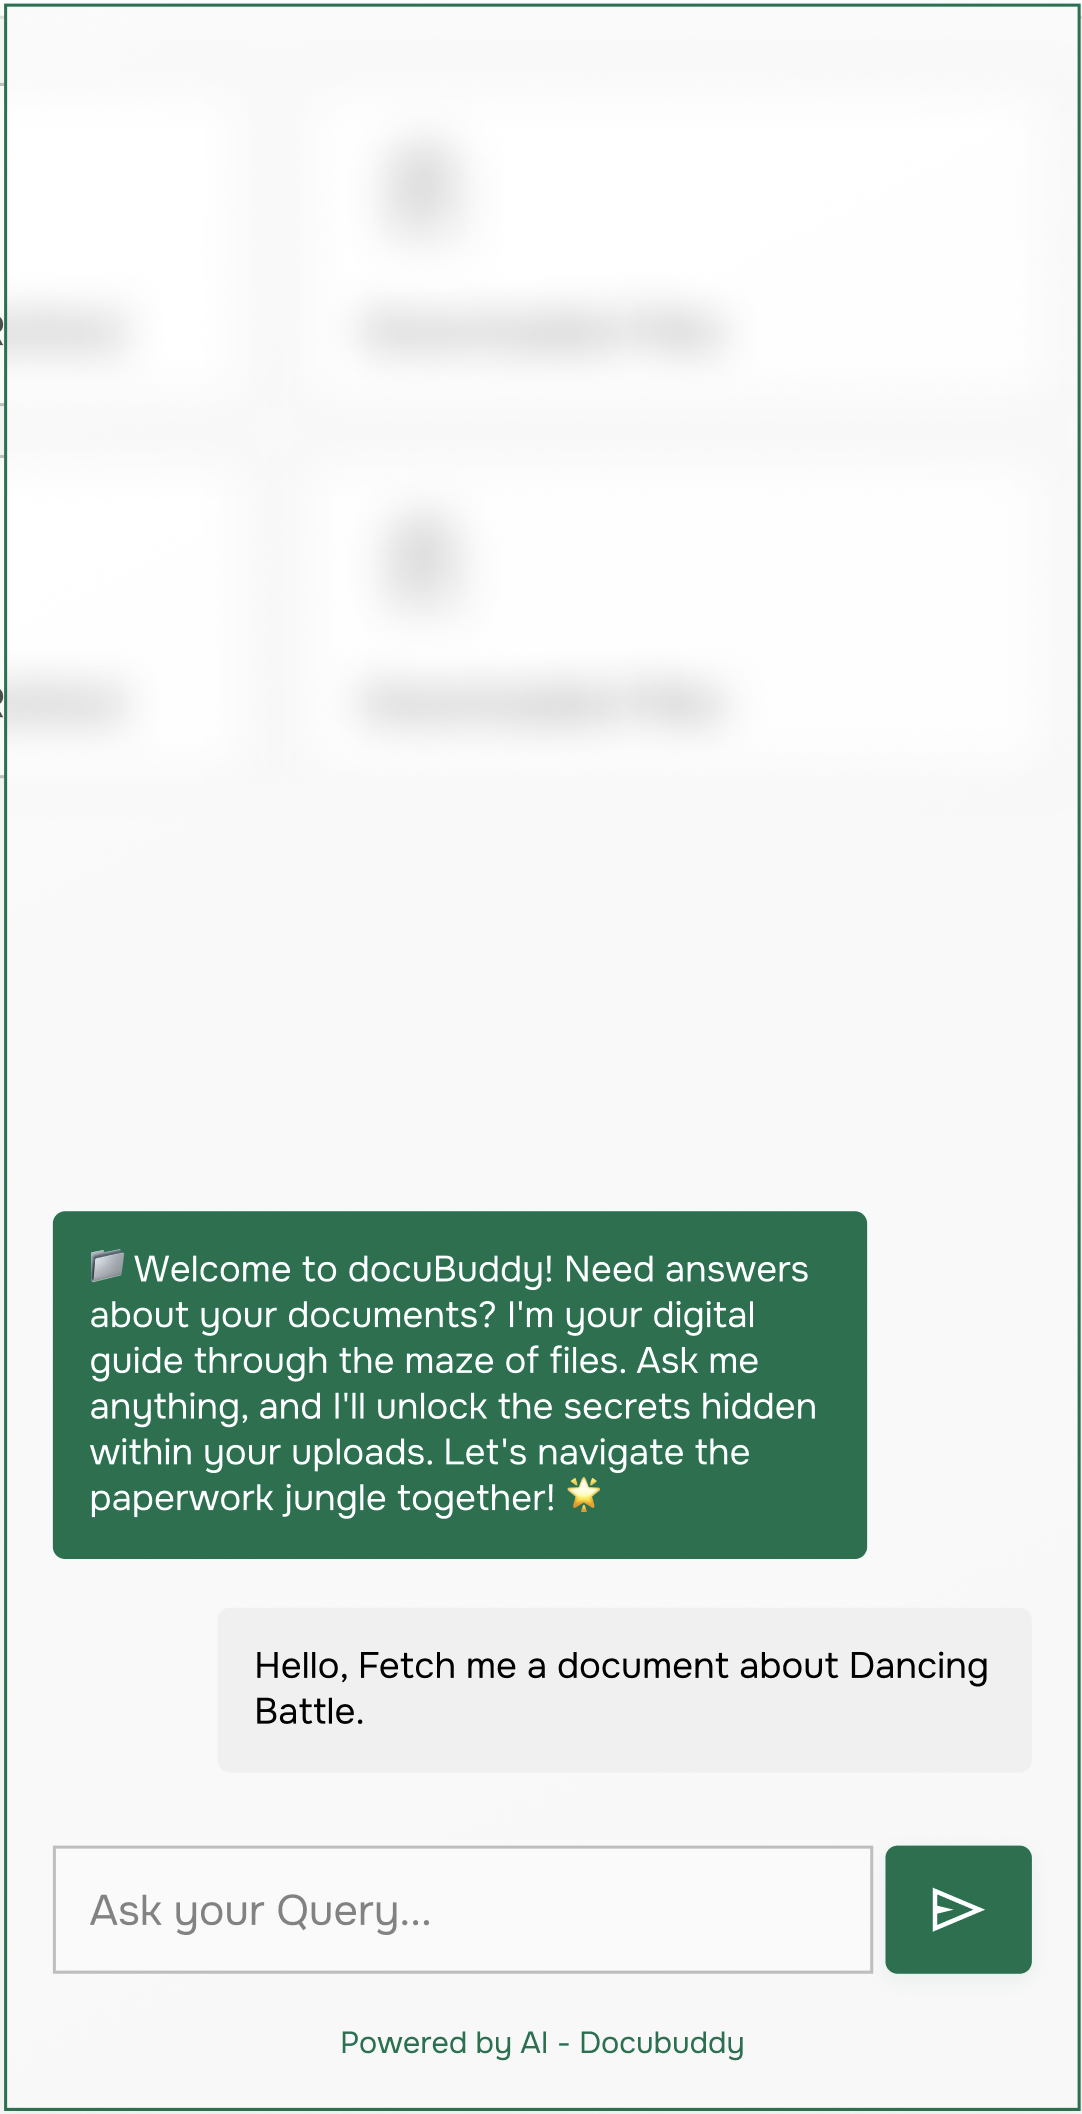 📁 Welcome to docuBuddy! Need answers
about your documents? I'm your digital
guide through the maze of files. Ask me
anything, and I'll unlock the secrets hidden
within your uploads. Let's navigate the
paperwork jungle together! 🌟
Hello, Fetch me a document about Dancing
Battle.
Ask your Query...
Powered by AI - Docubuddy